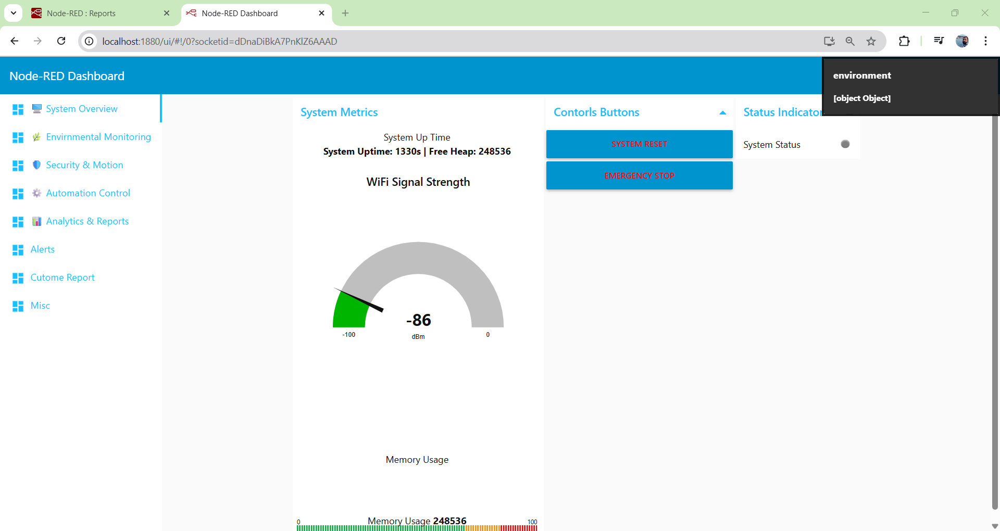 Node-RED : Reports
Node-RED Dashboard
localhost:1880/ui/#!/0?socketid=dDnaDiBkA7PnKlZ6AAAD
Node-RED Dashboard
environment
[object Object]
System Overview
Envirnmental Monitoring
Security & Motion
Automation Control
Analytics & Reports
Alerts
Cutome Report
Misc
System Metrics
System Up Time
System Uptime: 1330s | Free Heap: 248536
WiFi Signal Strength
-86
dBm
-100
0
Memory Usage
Memory Usage 248536
0
100
Contorls Buttons
SYSTEM RESET
EMERGENCY STOP
Status Indicator
System Status